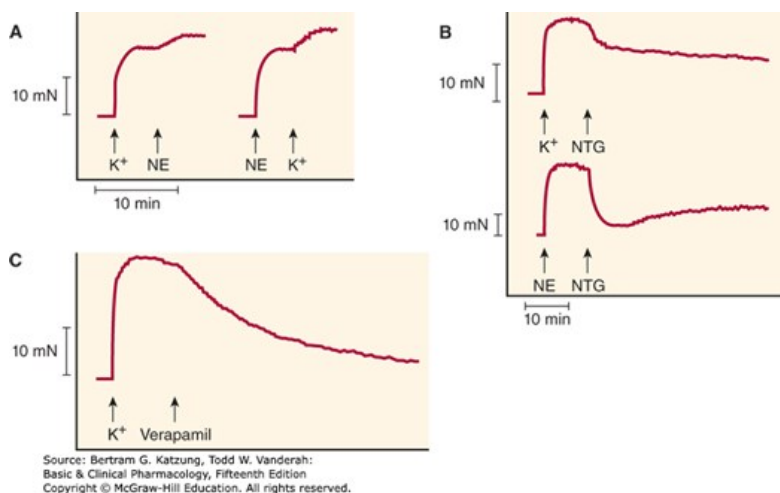 A
10 mN
K+ NE
NE K+
10 min
B
10 mN
K+ NTG
10 mN
NE NTG
10 min
C
10 mN
K+ Verapamil
Source: Bertram G. Katzung, Todd W. Vanderah:
Basic & Clinical Pharmacology, Fifteenth Edition
Copyright © McGraw-Hill Education. All rights reserved.